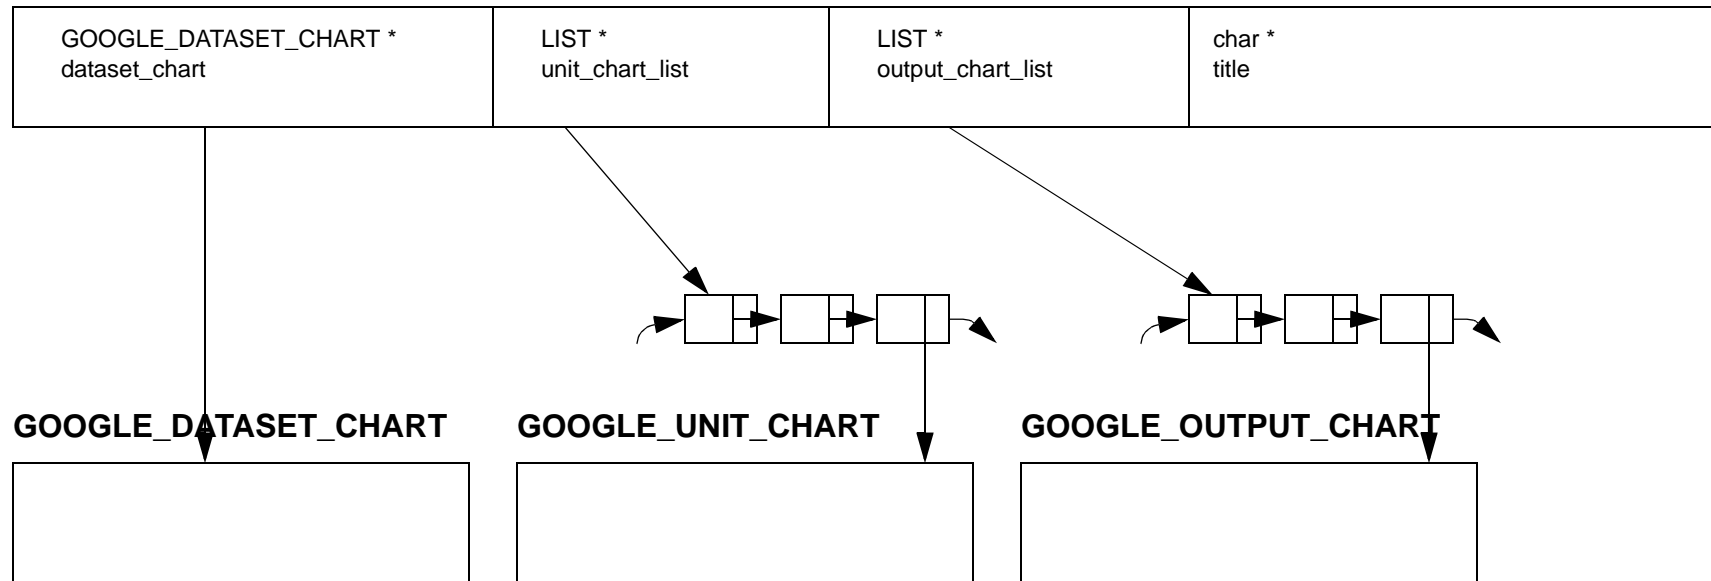 GOOGLE_DATASET_CHART *
dataset_chart
LIST *
unit_chart_list
LIST *
output_chart_list
char *
title
GOOGLE_DATASET_CHART
GOOGLE_UNIT_CHART
GOOGLE_OUTPUT_CHART